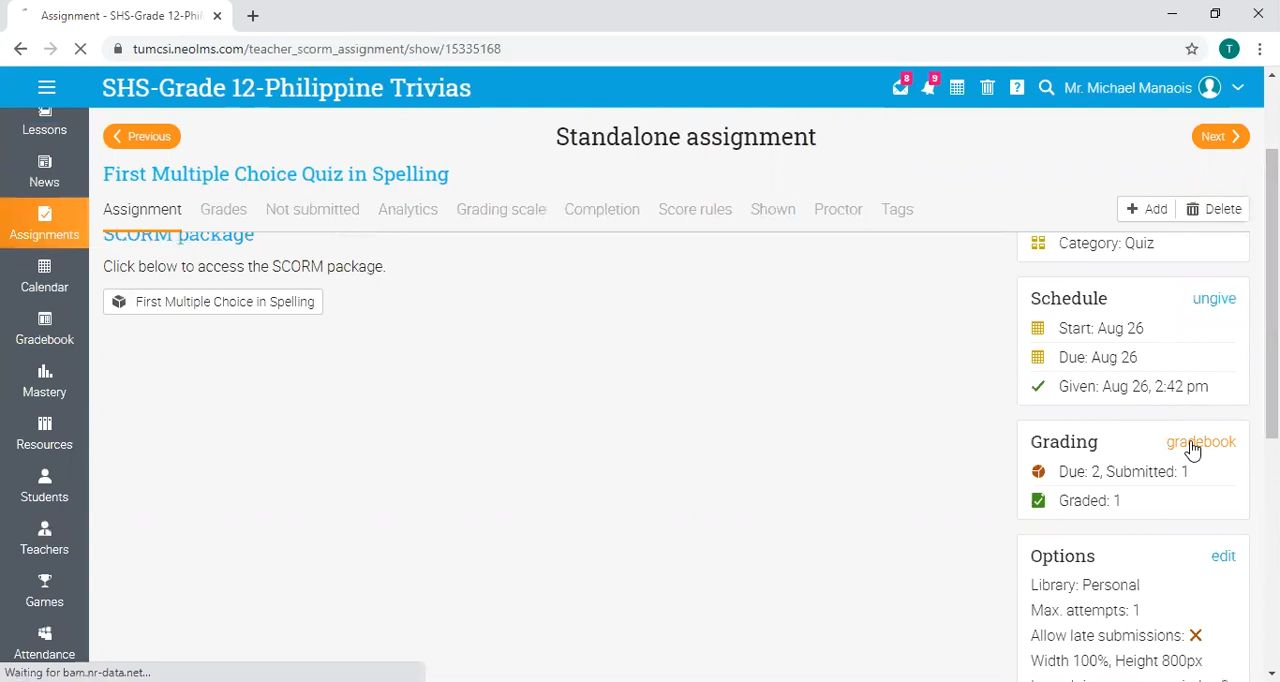 Assignment - SHS-Grade 12-Phi
tumcsi.neolms.com/teacher_scorm_assignment/show/15335168
T
SHS-Grade 12-Philippine Trivias
8
9
Mr. Michael Manaois
Lessons
News
Assignments
Calendar
Gradebook
Mastery
Resources
Students
Teachers
Games
Attendance
Previous
Standalone assignment
Next
First Multiple Choice Quiz in Spelling
Assignment Grades Not submitted Analytics Grading scale Completion Score rules Shown Proctor Tags
Add Delete
SCORM package
Click below to access the SCORM package.
First Multiple Choice in Spelling
Category: Quiz
Schedule ungive
Start: Aug 26
Due: Aug 26
Given: Aug 26, 2:42 pm
Grading gradebook
Due: 2, Submitted: 1
Graded: 1
Options edit
Library: Personal
Max. attempts: 1
Allow late submissions:
Width 100%, Height 800px
Waiting for bam.nr-data.net...